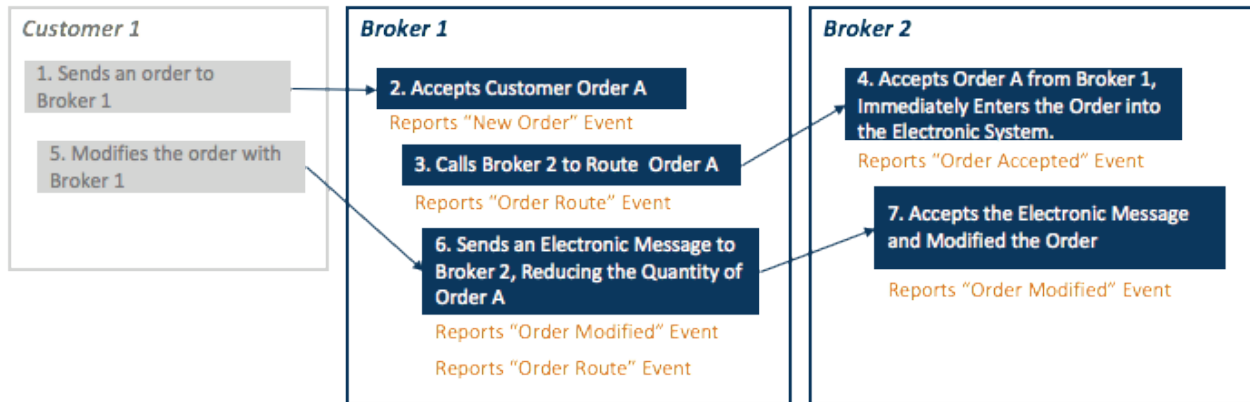 Customer 1
1. Sends an order to
Broker 1
5. Modifies the order with
Broker 1
Broker 1
2. Accepts Customer Order A
Reports "New Order" Event
3. Calls Broker 2 to Route Order A
Reports "Order Route" Event
6. Sends an Electronic Message to
Broker 2, Reducing the Quantity of
Order A
Reports "Order Modified" Event
Reports "Order Route" Event
Broker 2
4. Accepts Order A from Broker 1,
Immediately Enters the Order into
the Electronic System.
Reports "Order Accepted" Event
7. Accepts the Electronic Message
and Modified the Order
Reports "Order Modified" Event